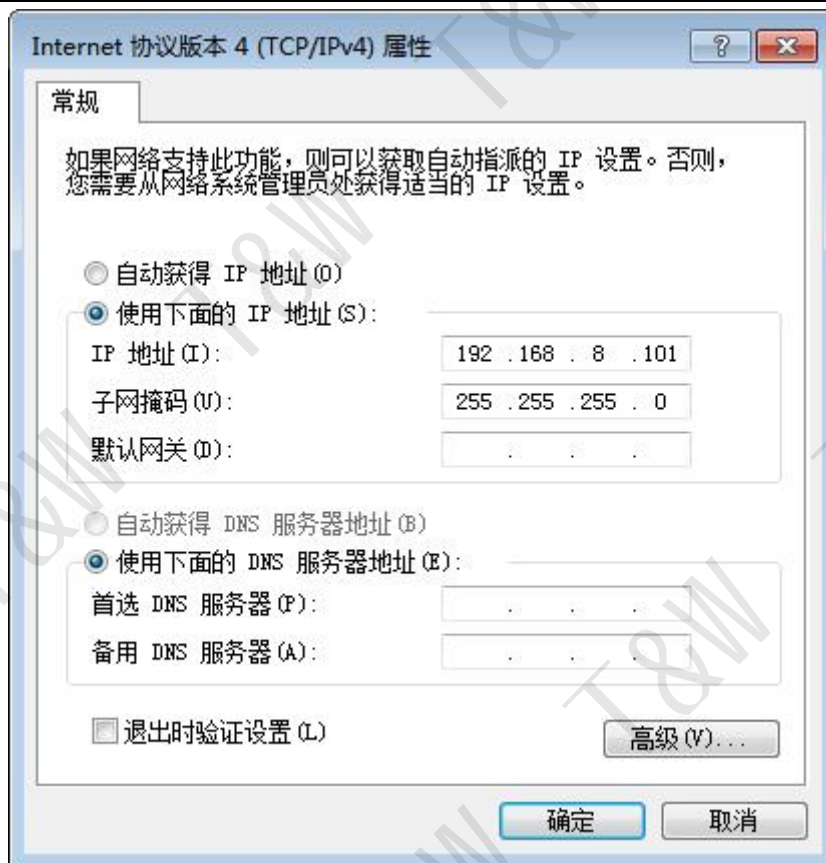 Internet 协议版本 4 (TCP/IPv4) 属性
常规
如果网络支持此功能，则可以获取自动指派的 IP 设置。否则，
您需要从网络系统管理员处获得适当的 IP 设置。
自动获得 IP 地址(O)
使用下面的 IP 地址(S):
IP 地址(I): 192 .168 . 8 .101
子网掩码(U): 255 .255 .255 . 0
默认网关(D): . . .
自动获得 DNS 服务器地址(B)
使用下面的 DNS 服务器地址(E):
首选 DNS 服务器(P): . . .
备用 DNS 服务器(A): . . .
退出时验证设置(L)
高级(V)...
确定 取消
T&W
T&W
T&W
T&W